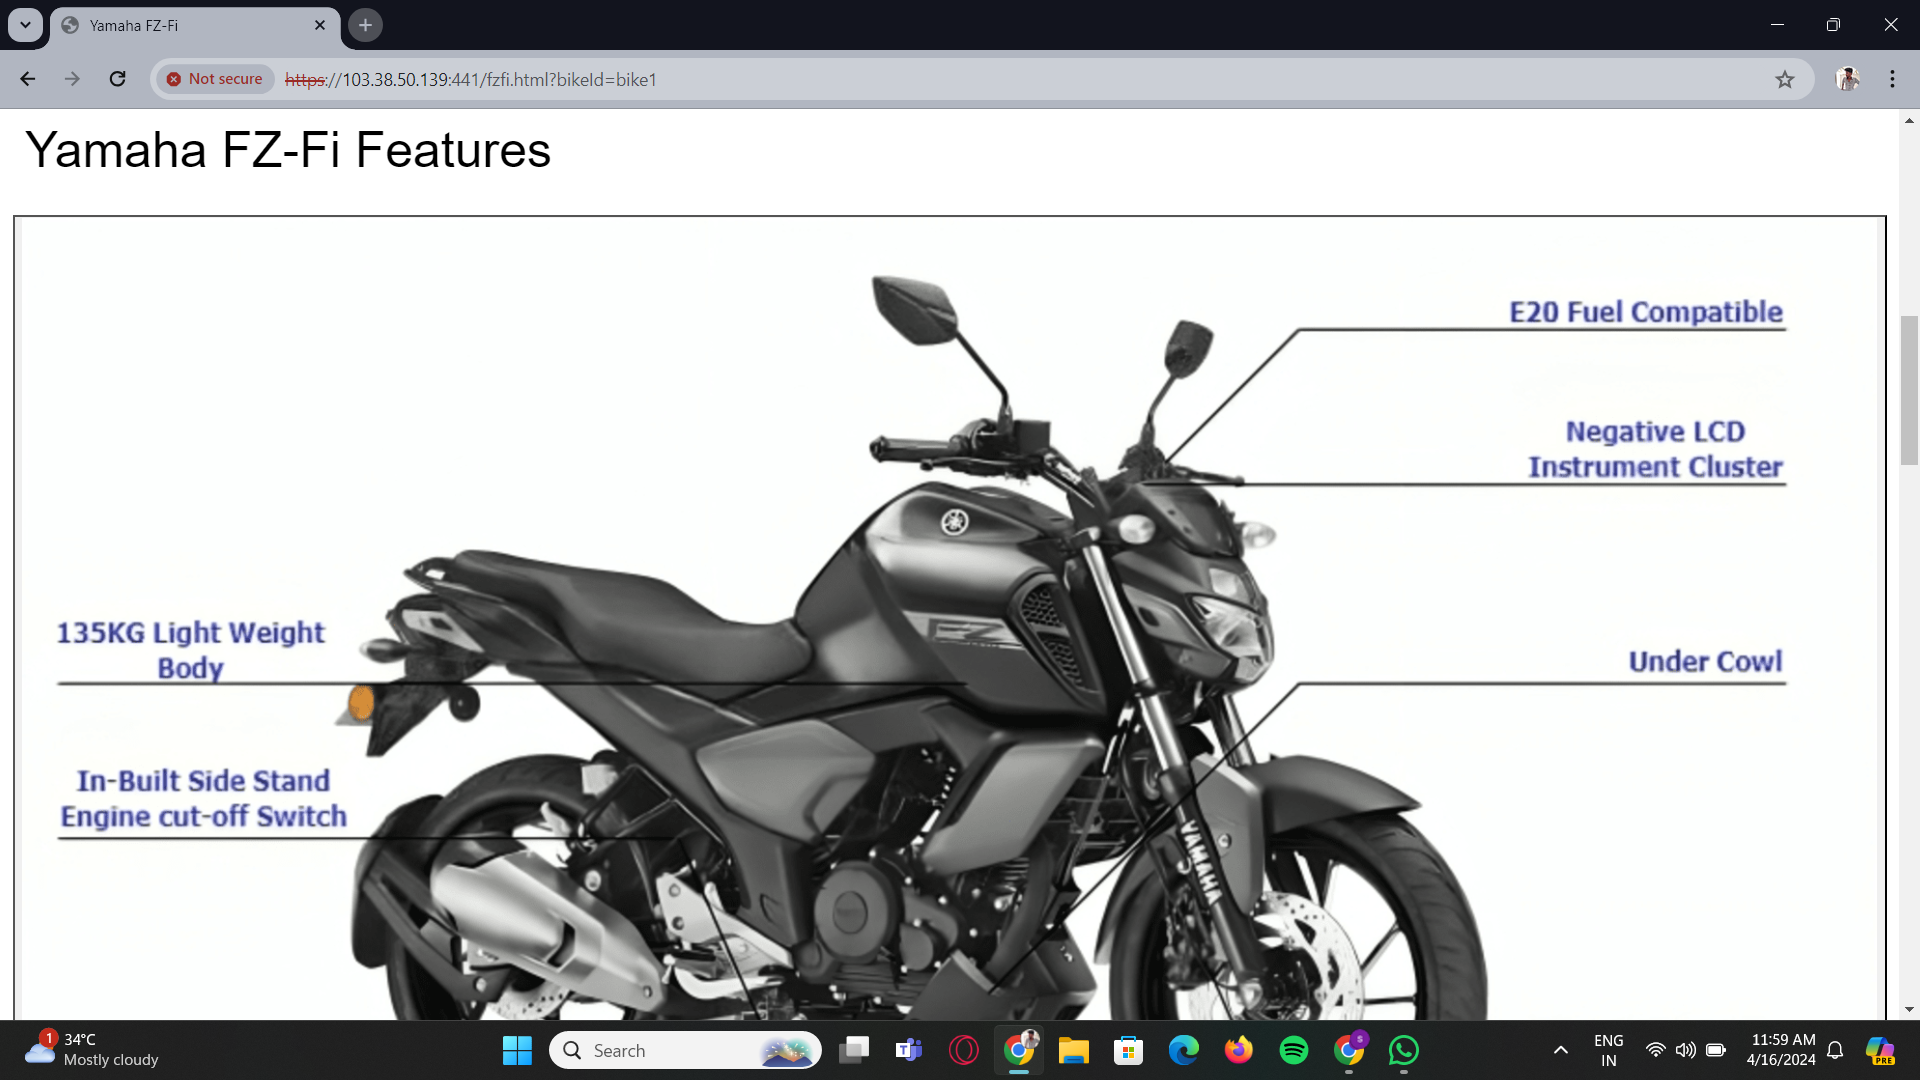 Yamaha FZ-Fi
Not secure
https://103.38.50.139:441/fzfi.html?bikeId=bike1
Yamaha FZ-Fi Features
E20 Fuel Compatible
Negative LCD
Instrument Cluster
135KG Light Weight
Body
Under Cowl
In-Built Side Stand
Engine cut-off Switch
FZ
YAMAHA
1
34°C
Mostly cloudy
Search
S
ENG
IN
11:59 AM
4/16/2024
PRE